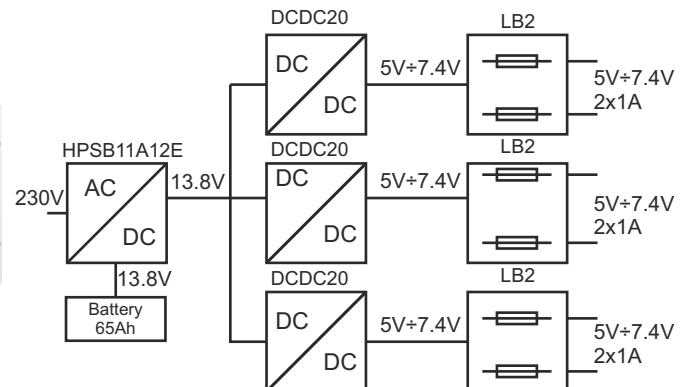 DCDC20
LB2
DC
DC
5V÷7.4V
5V÷7.4V
2x1A
HPSB11A12E
AC
DC
230V
13.8V
13.8V
Battery
65Ah
DCDC20
LB2
DC
DC
5V÷7.4V
5V÷7.4V
2x1A
DCDC20
LB2
DC
DC
5V÷7.4V
5V÷7.4V
2x1A